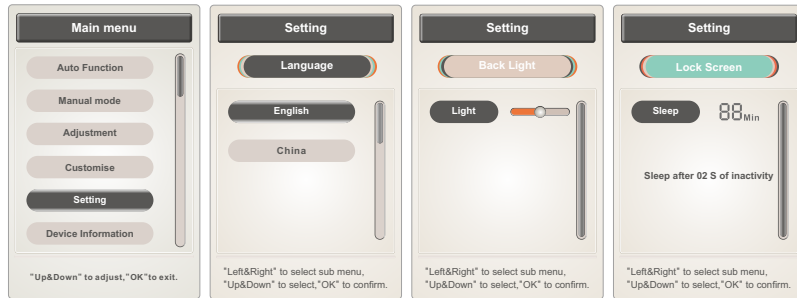 Main menu
Auto Function
Manual mode
Adjustment
Customise
Setting
Device Information
"Up&Down" to adjust,"OK"to exit.
Setting
Language
English
China
"Left&Right" to select sub menu,
"Up&Down" to select,"OK" to confirm.
Setting
Back Light
Light
"Left&Right" to select sub menu,
"Up&Down" to select,"OK" to confirm.
Setting
Lock Screen
Sleep 88 Min
Sleep after 02 S of inactivity
"Left&Right" to select sub menu,
"Up&Down" to select,"OK" to confirm.